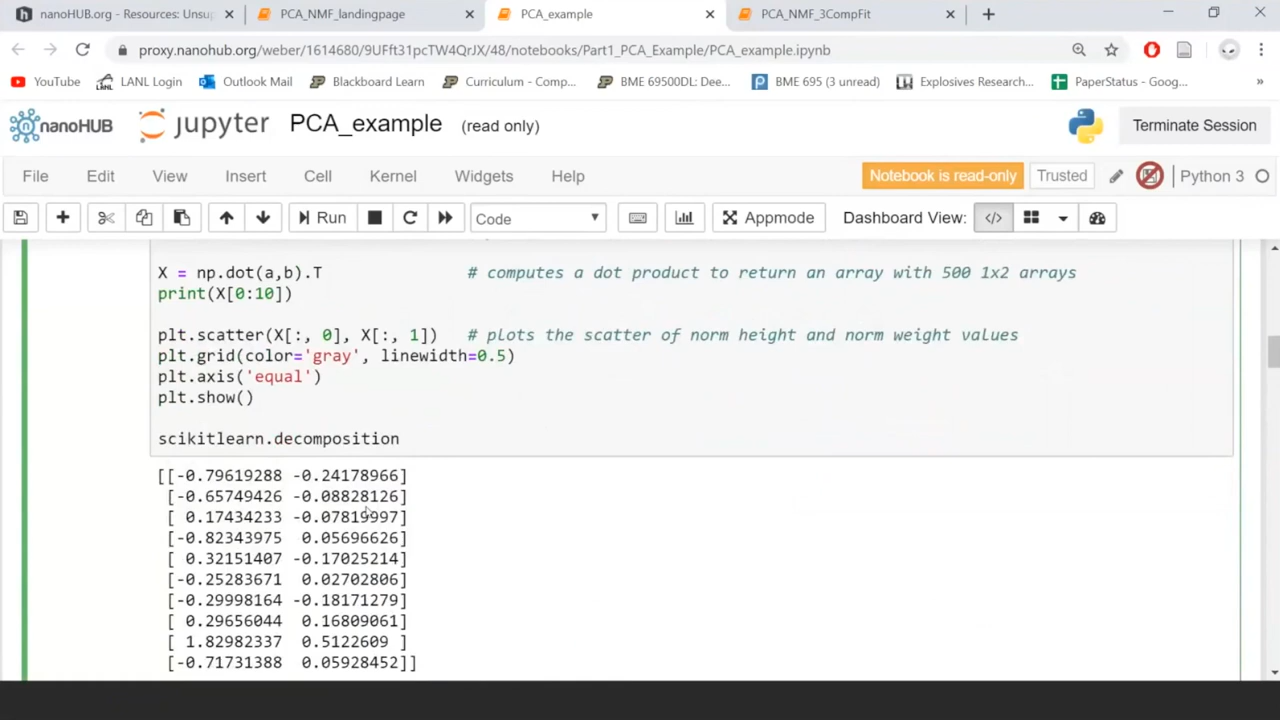 nanoHUB.org - Resources: Unsup
PCA_NMF_landingpage
PCA_example
PCA_NMF_3CompFit
proxy.nanohub.org/weber/1614680/9UFft31pcTW4QrJX/48/notebooks/Part1_PCA_Example/PCA_example.ipynb
YouTube LANL Login Outlook Mail Blackboard Learn Curriculum - Comp... BME 69500DL: Dee... BME 695 (3 unread) Explosives Research... PaperStatus - Goog... »
nanoHUB jupyter PCA_example (read only) Terminate Session
File Edit View Insert Cell Kernel Widgets Help Notebook is read-only Trusted Python 3
Run Code Appmode Dashboard View: </>
X = np.dot(a,b).T # computes a dot product to return an array with 500 1x2 arrays
print(X[0:10])
plt.scatter(X[:, 0], X[:, 1]) # plots the scatter of norm height and norm weight values
plt.grid(color='gray', linewidth=0.5)
plt.axis('equal')
plt.show()
scikitlearn.decomposition
[[-0.79619288 -0.24178966]
[-0.65749426 -0.08828126]
[ 0.17434233 -0.07819997]
[-0.82343975 0.05696626]
[ 0.32151407 -0.17025214]
[-0.25283671 0.02702806]
[-0.29998164 -0.18171279]
[ 0.29656044 0.16809061]
[ 1.82982337 0.5122609 ]
[-0.71731388 0.05928452]]